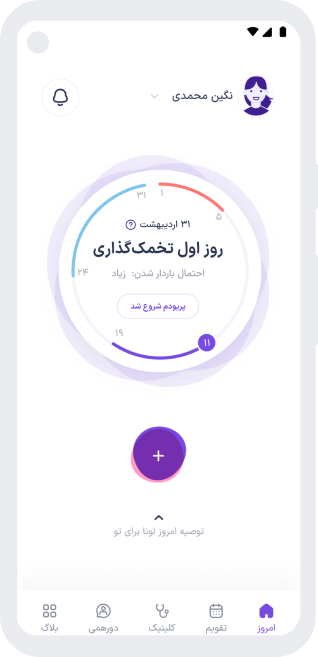 نگین محمدی
۱
۳۱
۵
۳۱ اردیبهشت
روز اول تخمک‌گذاری
احتمال باردار شدن: زیاد
۲۴
پریودم شروع شد
۱۹
۱۱
+
توصیه امروز لونا برای تو
امروز
تقویم
کلینیک
دورهمی
بلاگ